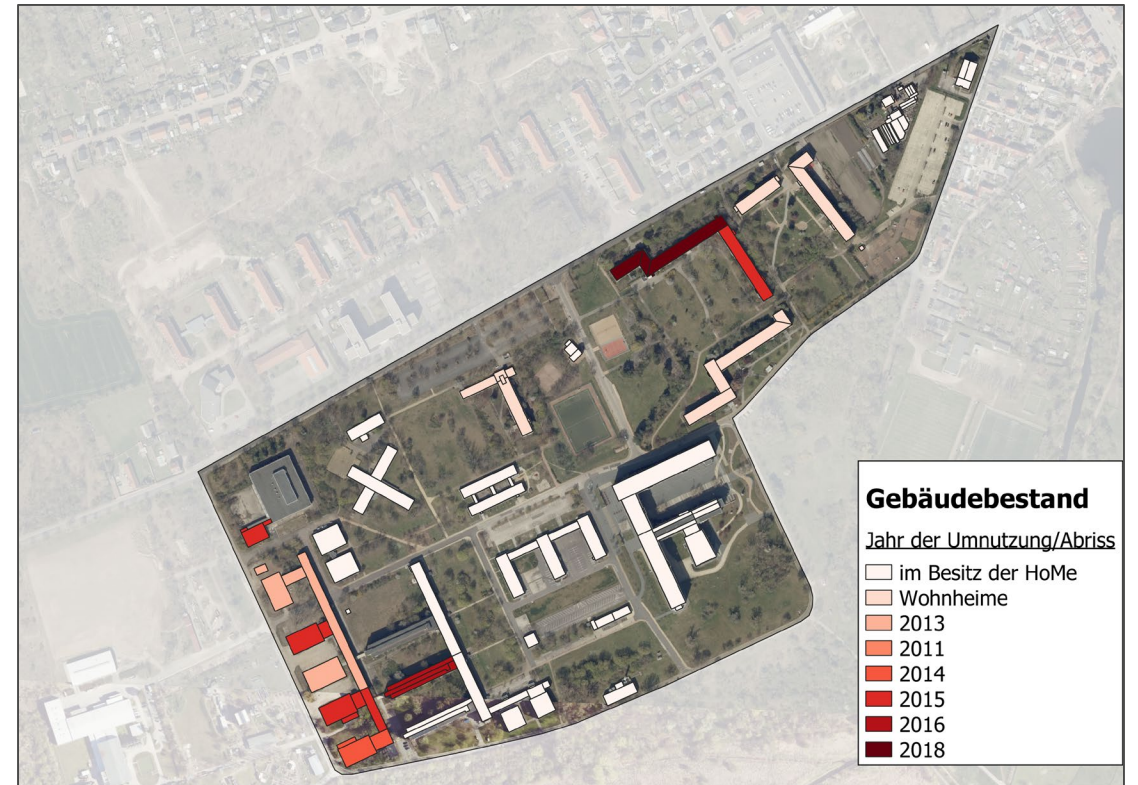 Gebäudebestand
Jahr der Umnutzung/Abriss
im Besitz der HoMe
Wohnheime
2013
2011
2014
2015
2016
2018